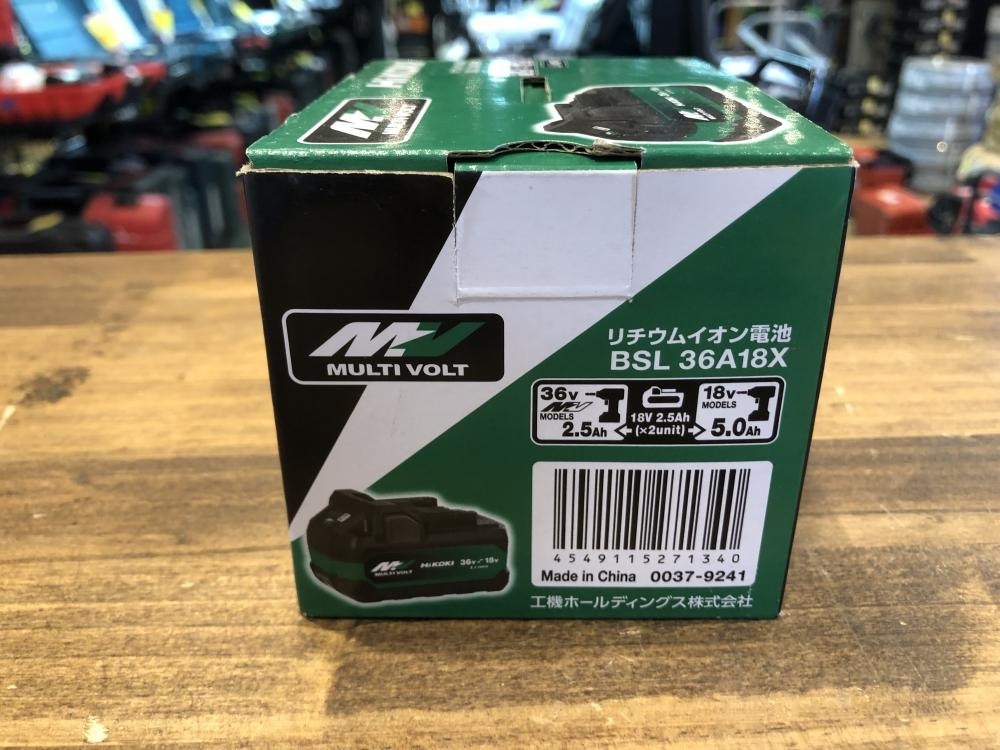 MULTI VOLT
リチウムイオン電池
BSL 36A18X
36V
MV
MODELS
2.5Ah
18V 2.5Ah
(×2unit)
18V
MODELS
5.0Ah
MV
MULTI VOLT
HiKOKI
36V 18V
4549115271340
Made in China 0037-9241
工機ホールディングス株式会社